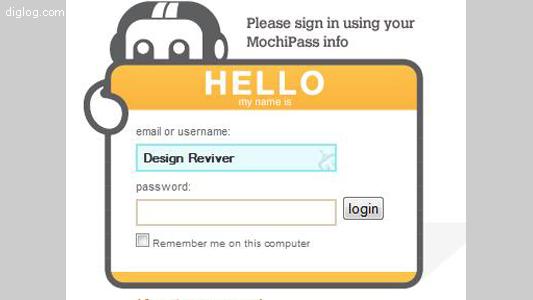 diglog.com
Please sign in using your
MochiPass info
HELLO
my name is
email or username:
Design Reviver
password:
login
Remember me on this computer